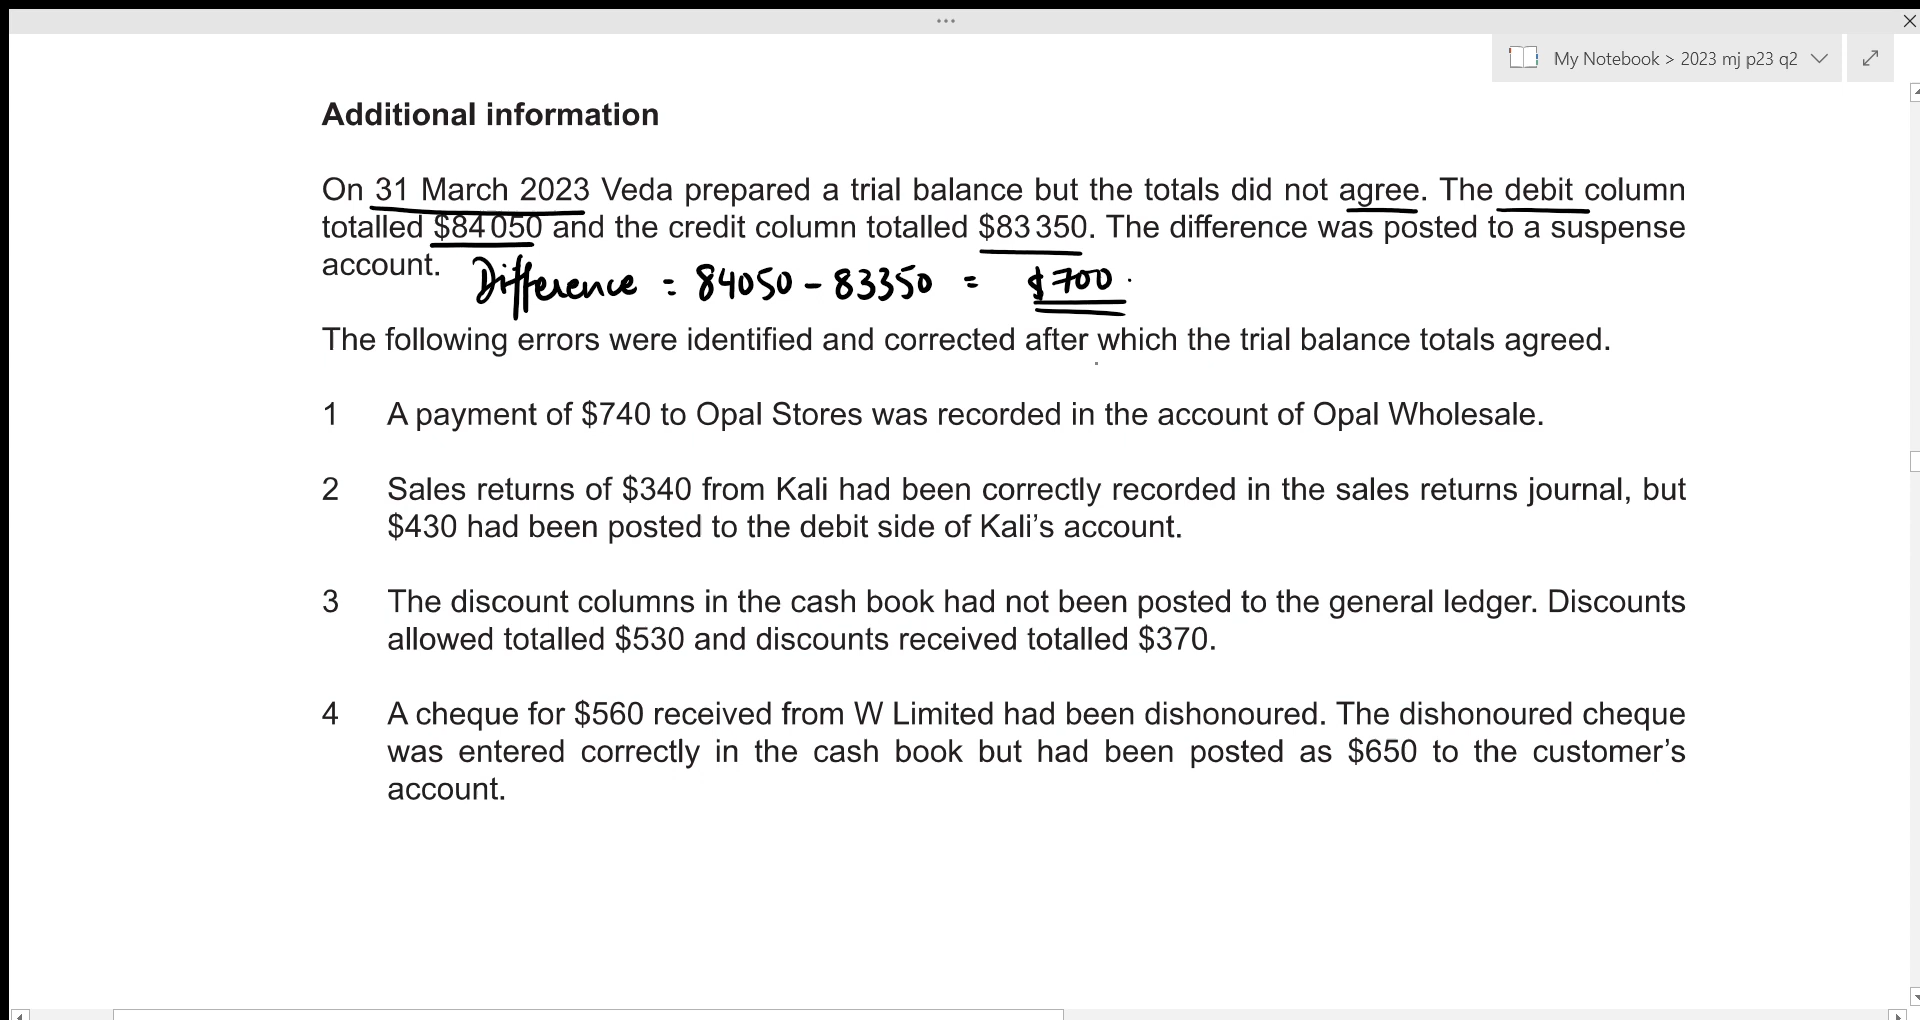 ...
My Notebook > 2023 mj p23 q2
Additional information
On 31 March 2023 Veda prepared a trial balance but the totals did not agree. The debit column
totalled $84 050 and the credit column totalled $83 350. The difference was posted to a suspense
account.
Difference = 84050 - 83350 = $700.
The following errors were identified and corrected after which the trial balance totals agreed.
1 A payment of $740 to Opal Stores was recorded in the account of Opal Wholesale.
2 Sales returns of $340 from Kali had been correctly recorded in the sales returns journal, but
$430 had been posted to the debit side of Kali’s account.
3 The discount columns in the cash book had not been posted to the general ledger. Discounts
allowed totalled $530 and discounts received totalled $370.
4 A cheque for $560 received from W Limited had been dishonoured. The dishonoured cheque
was entered correctly in the cash book but had been posted as $650 to the customer’s
account.